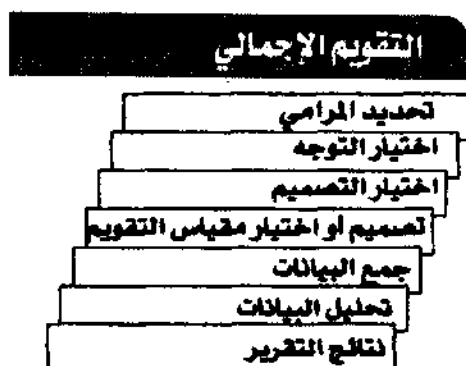 التقويم الإجمالي
تحديد المرامي
اختيار التوجه
اختيار التصميم
تصميم أو اختيار مقياس التقويم
جمع البيانات
تحليل البيانات
نتائج التقرير